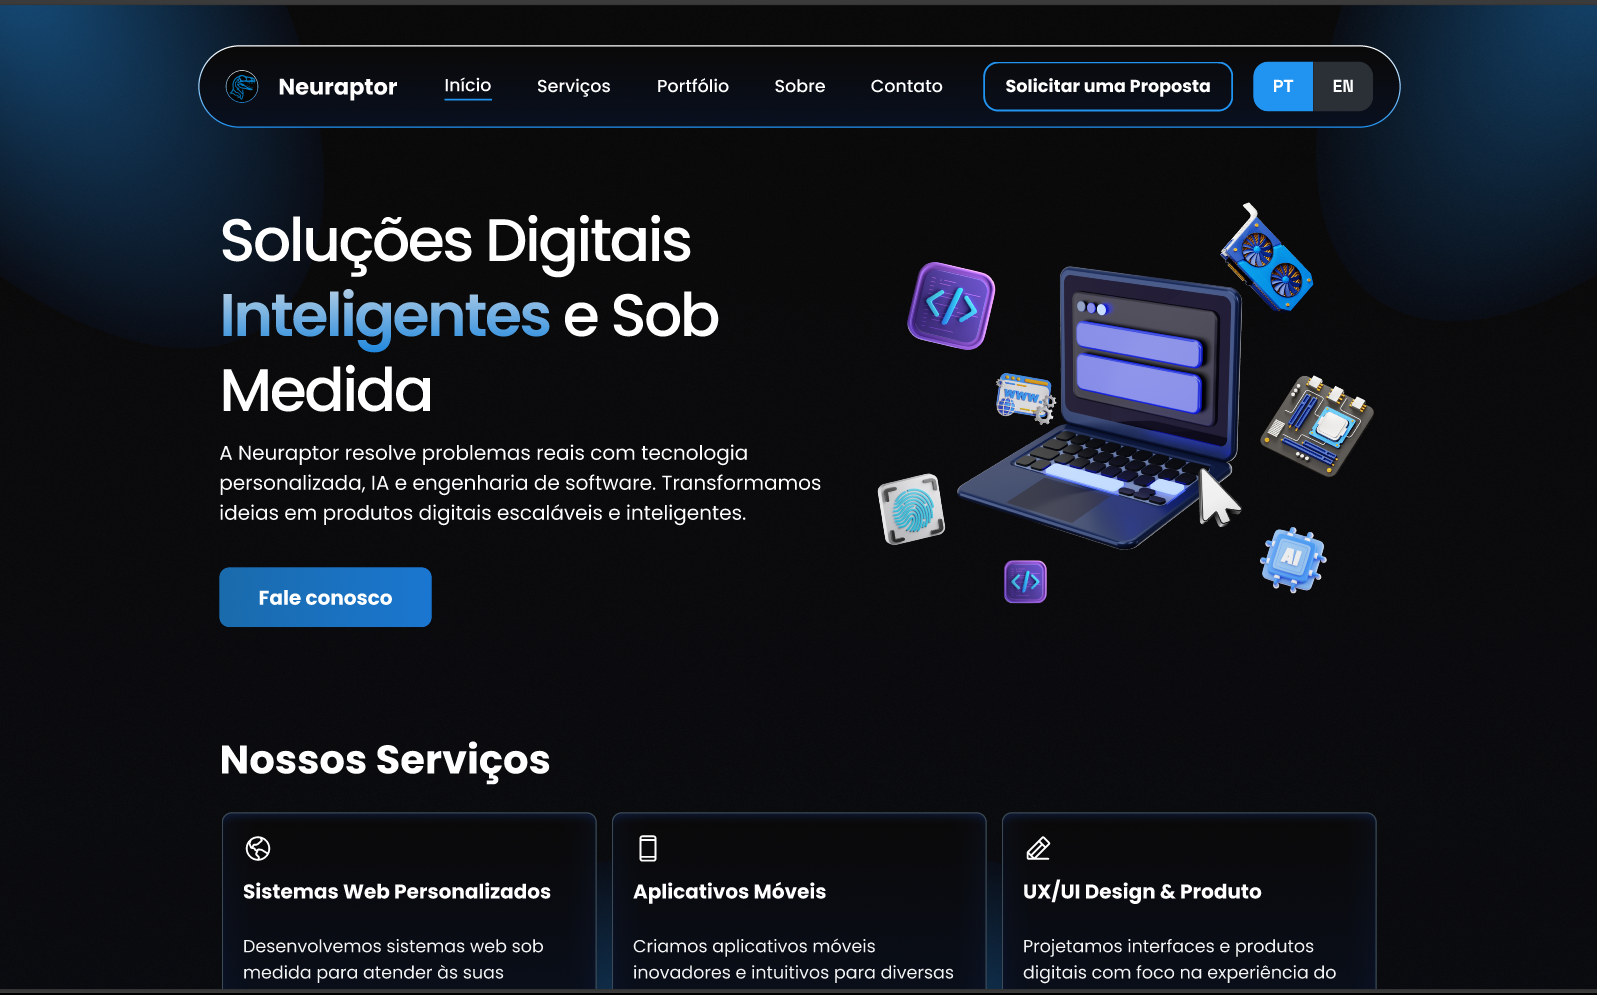 Neuraptor Início Serviços Portfólio Sobre Contato Solicitar uma Proposta PT EN
Soluções Digitais
Inteligentes e Sob
Medida
A Neuraptor resolve problemas reais com tecnologia
personalizada, IA e engenharia de software. Transformamos
ideias em produtos digitais escaláveis e inteligentes.
Fale conosco
</>
www.
AI
</>
Nossos Serviços
Sistemas Web Personalizados
Desenvolvemos sistemas web sob
medida para atender às suas
Aplicativos Móveis
Criamos aplicativos móveis
inovadores e intuitivos para diversas
UX/UI Design & Produto
Projetamos interfaces e produtos
digitais com foco na experiência do